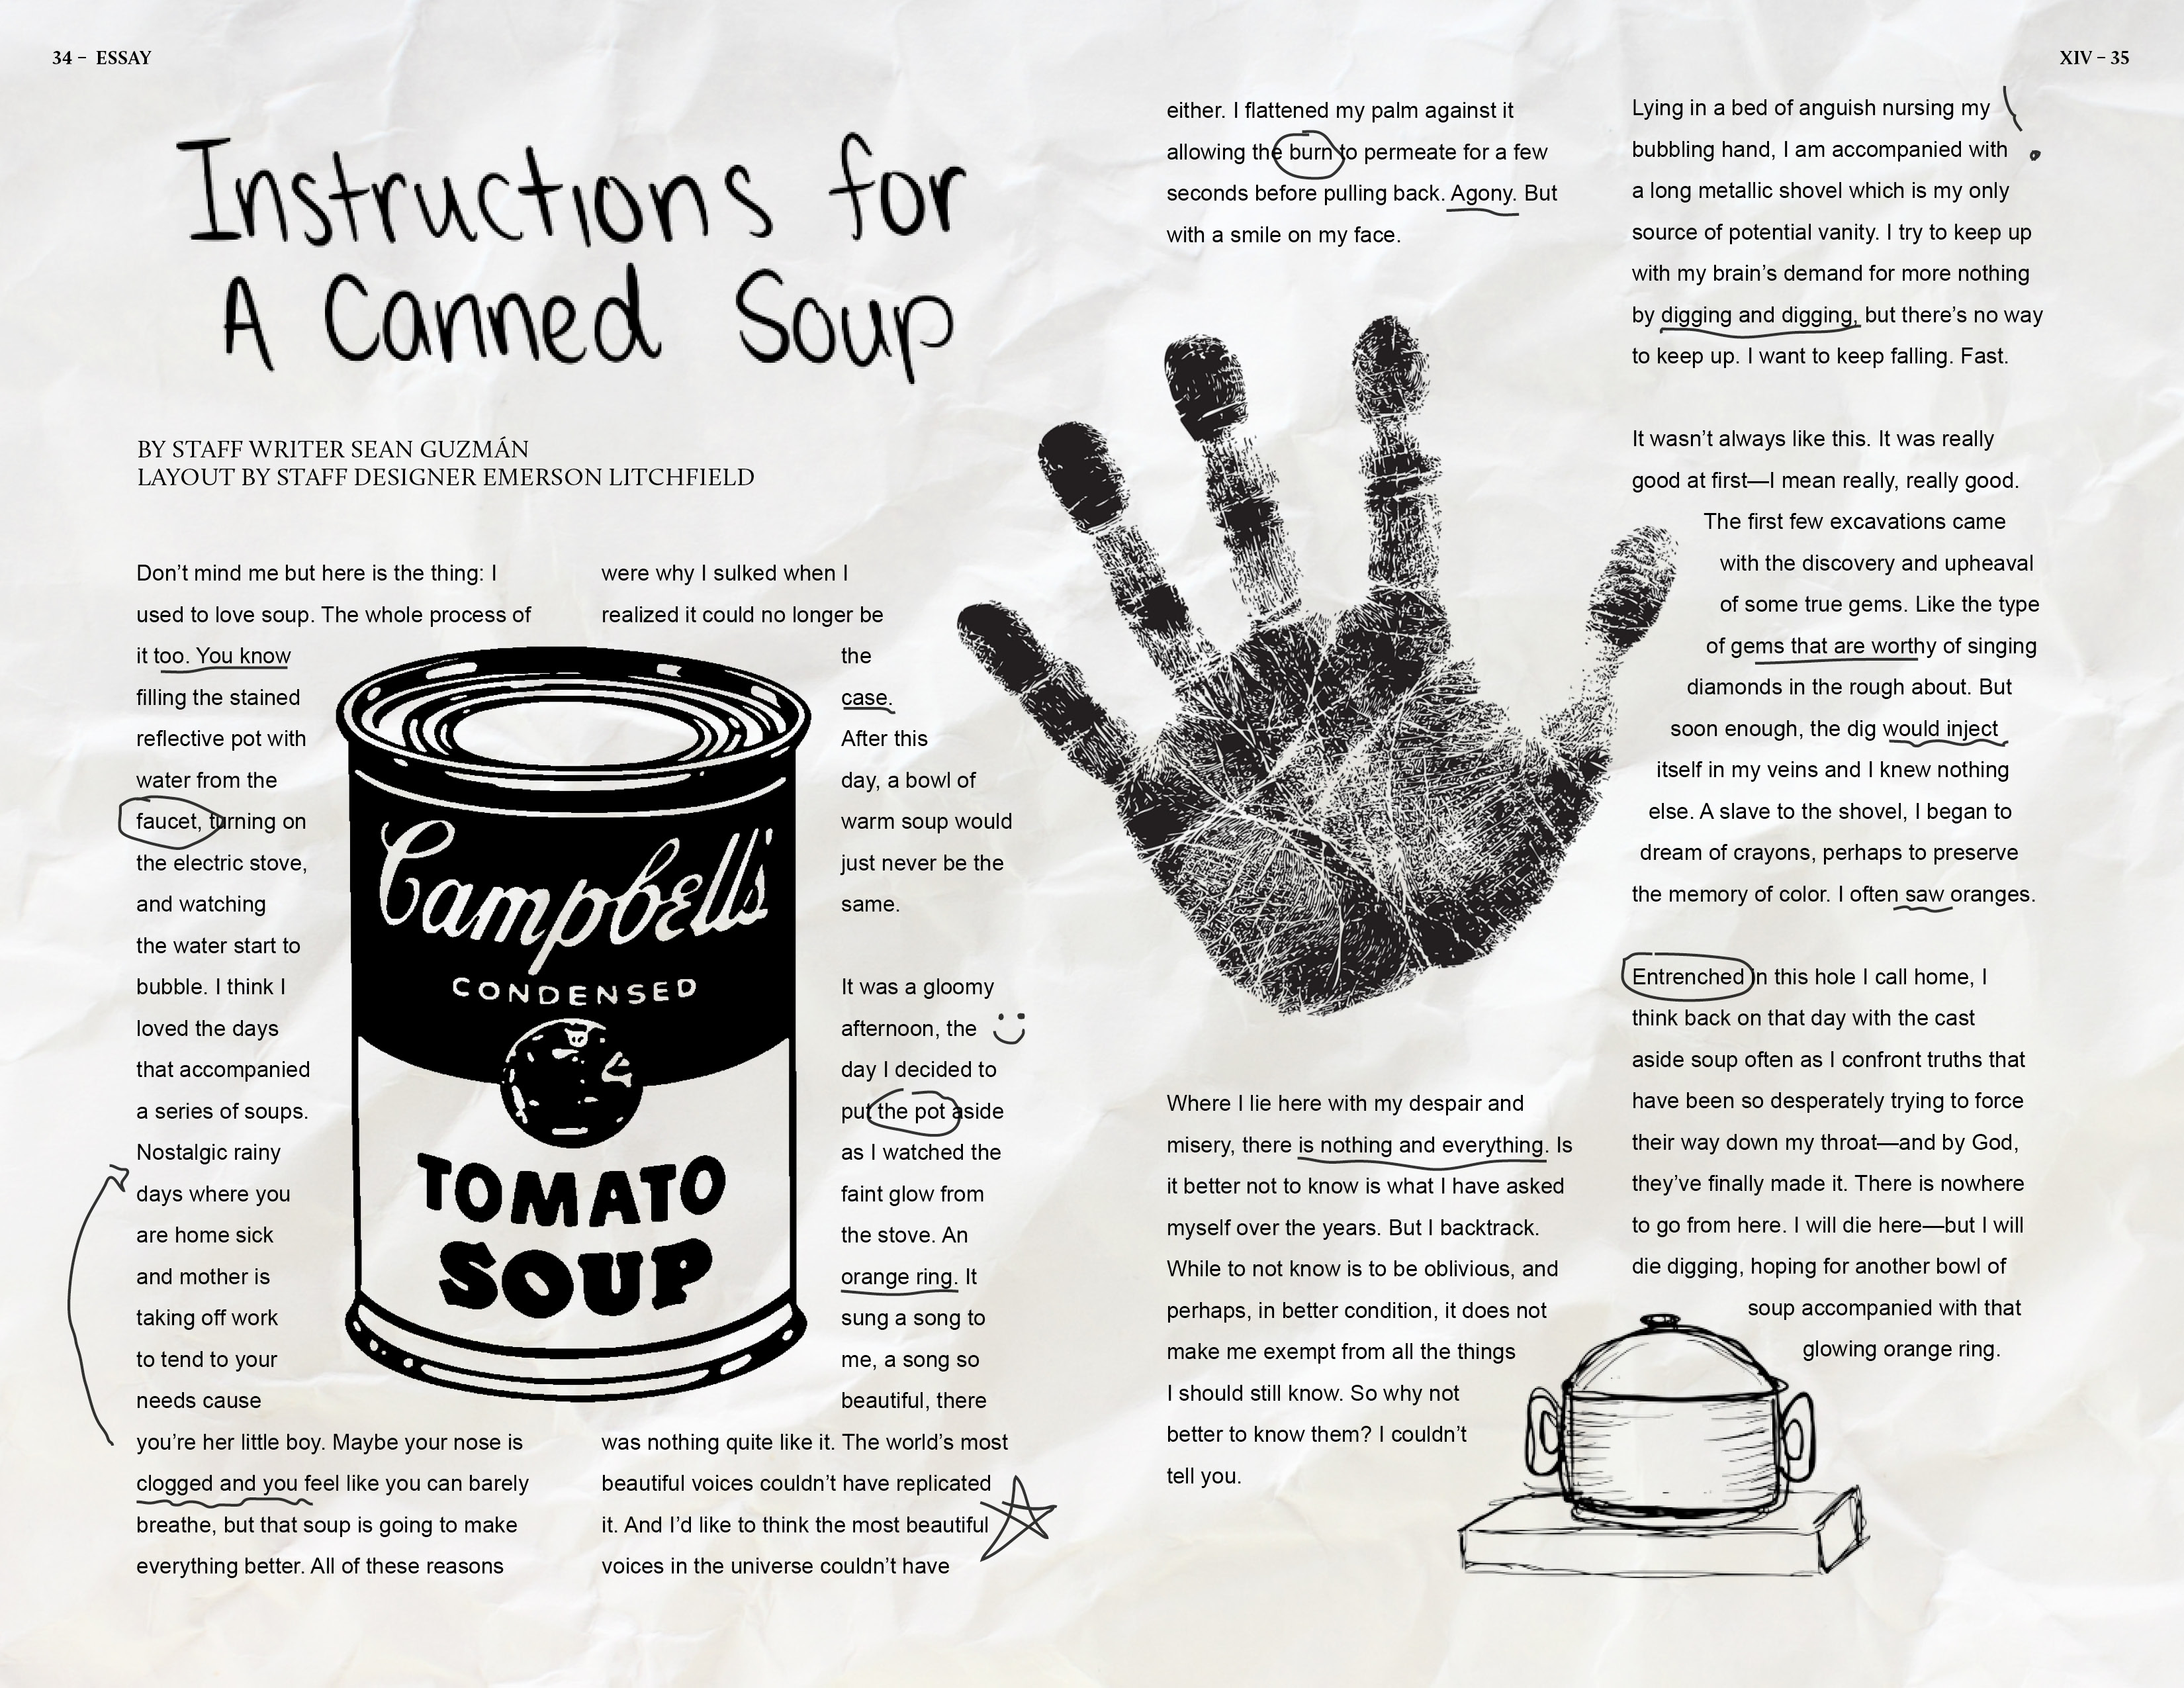 34 – ESSAY
XIV – 35
Instructions for
A Canned Soup
BY STAFF WRITER SEAN GUZMÁN
LAYOUT BY STAFF DESIGNER EMERSON LITCHFIELD
Don’t mind me but here is the thing: I
used to love soup. The whole process of
it too. You know
filling the stained
reflective pot with
water from the
faucet, turning on
the electric stove,
and watching
the water start to
bubble. I think I
loved the days
that accompanied
a series of soups.
Nostalgic rainy
days where you
are home sick
and mother is
taking off work
to tend to your
needs cause
you’re her little boy. Maybe your nose is
clogged and you feel like you can barely
breathe, but that soup is going to make
everything better. All of these reasons
Campbell's
CONDENSED
TOMATO
SOUP
were why I sulked when I
realized it could no longer be
the
case.
After this
day, a bowl of
warm soup would
just never be the
same.
It was a gloomy
afternoon, the
day I decided to
put the pot aside
as I watched the
faint glow from
the stove. An
orange ring. It
sung a song to
me, a song so
beautiful, there
was nothing quite like it. The world’s most
beautiful voices couldn’t have replicated
it. And I’d like to think the most beautiful
voices in the universe couldn’t have
either. I flattened my palm against it
allowing the burn to permeate for a few
seconds before pulling back. Agony. But
with a smile on my face.
Where I lie here with my despair and
misery, there is nothing and everything. Is
it better not to know is what I have asked
myself over the years. But I backtrack.
While to not know is to be oblivious, and
perhaps, in better condition, it does not
make me exempt from all the things
I should still know. So why not
better to know them? I couldn’t
tell you.
Lying in a bed of anguish nursing my
bubbling hand, I am accompanied with
a long metallic shovel which is my only
source of potential vanity. I try to keep up
with my brain’s demand for more nothing
by digging and digging, but there’s no way
to keep up. I want to keep falling. Fast.
It wasn’t always like this. It was really
good at first—I mean really, really good.
The first few excavations came
with the discovery and upheaval
of some true gems. Like the type
of gems that are worthy of singing
diamonds in the rough about. But
soon enough, the dig would inject
itself in my veins and I knew nothing
else. A slave to the shovel, I began to
dream of crayons, perhaps to preserve
the memory of color. I often saw oranges.
Entrenched in this hole I call home, I
think back on that day with the cast
aside soup often as I confront truths that
have been so desperately trying to force
their way down my throat—and by God,
they’ve finally made it. There is nowhere
to go from here. I will die here—but I will
die digging, hoping for another bowl of
soup accompanied with that
glowing orange ring.